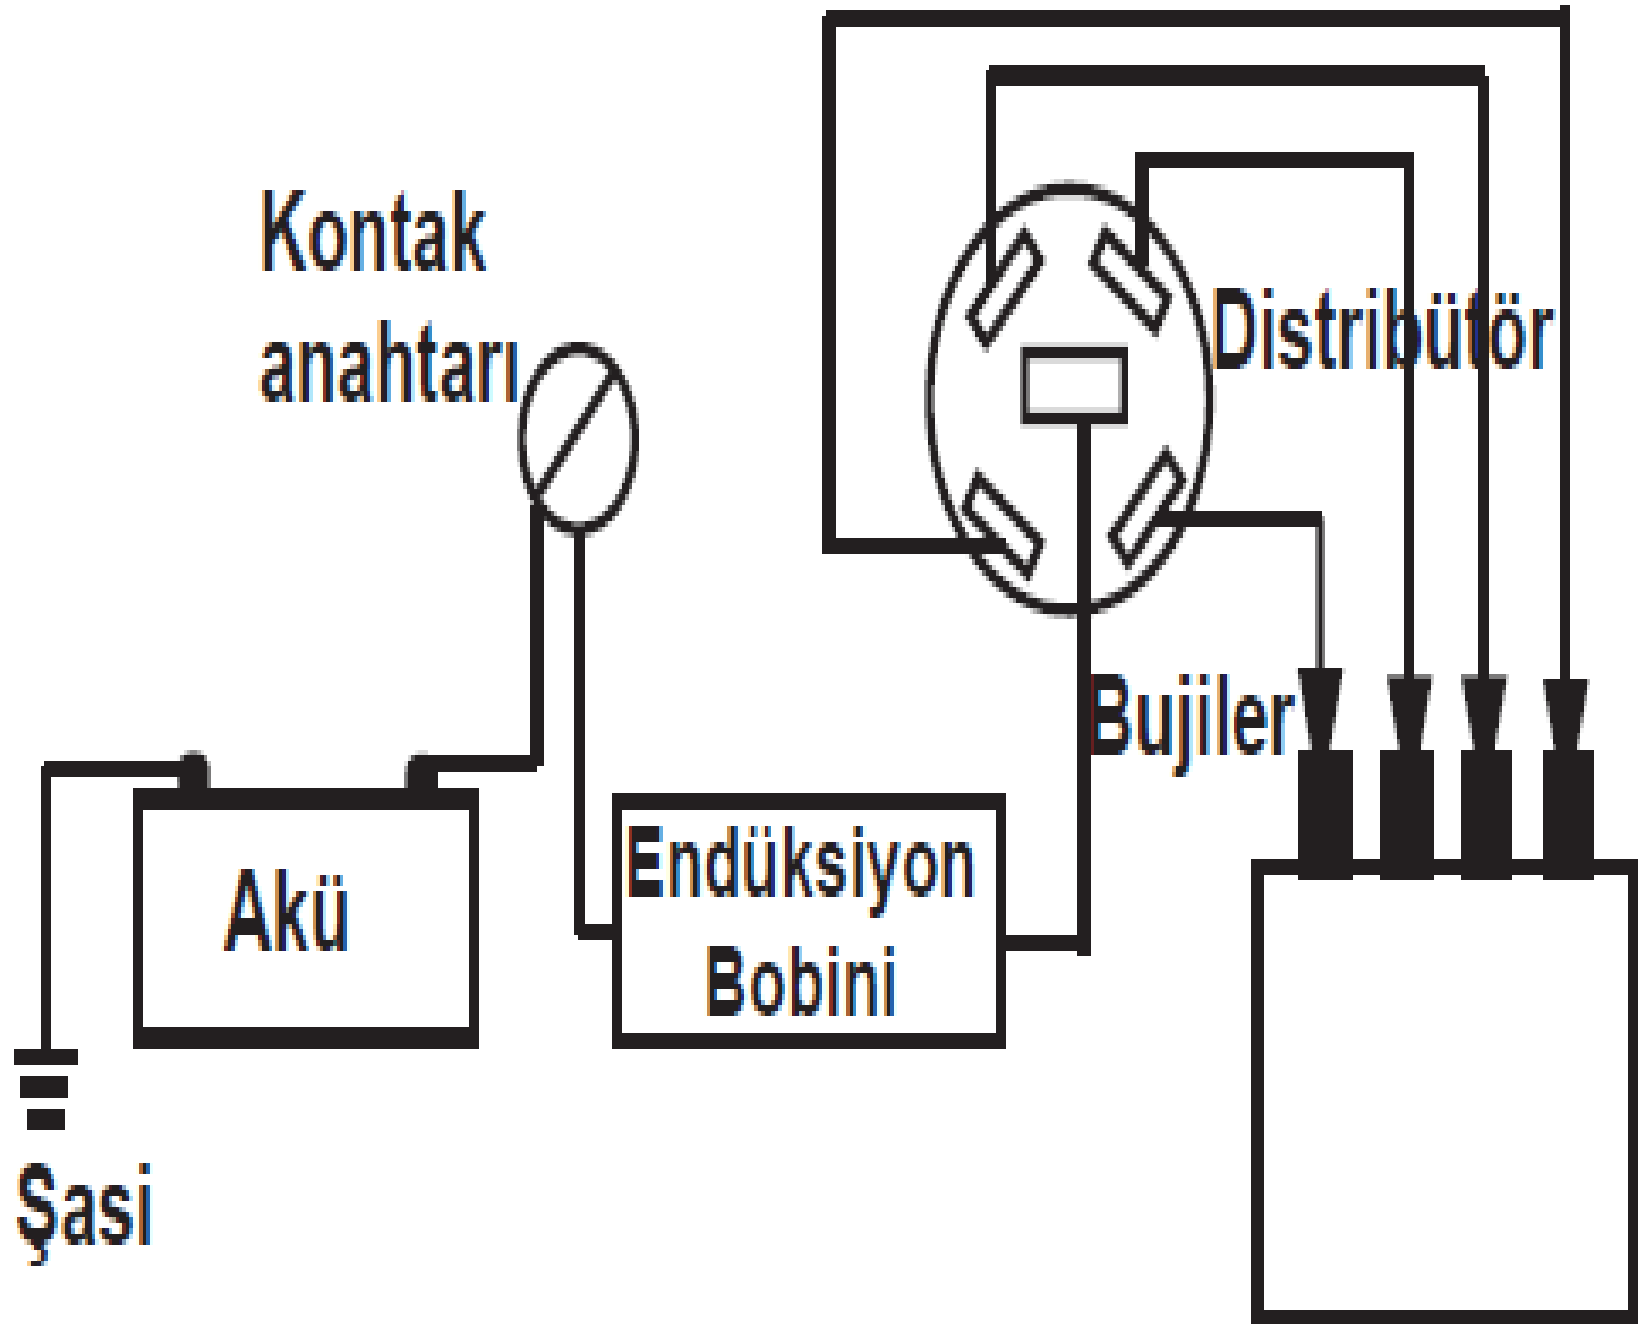 Kontak
anahtarı
Distribütör
Bujiler
Akü
Endüksiyon
Bobini
Şasi